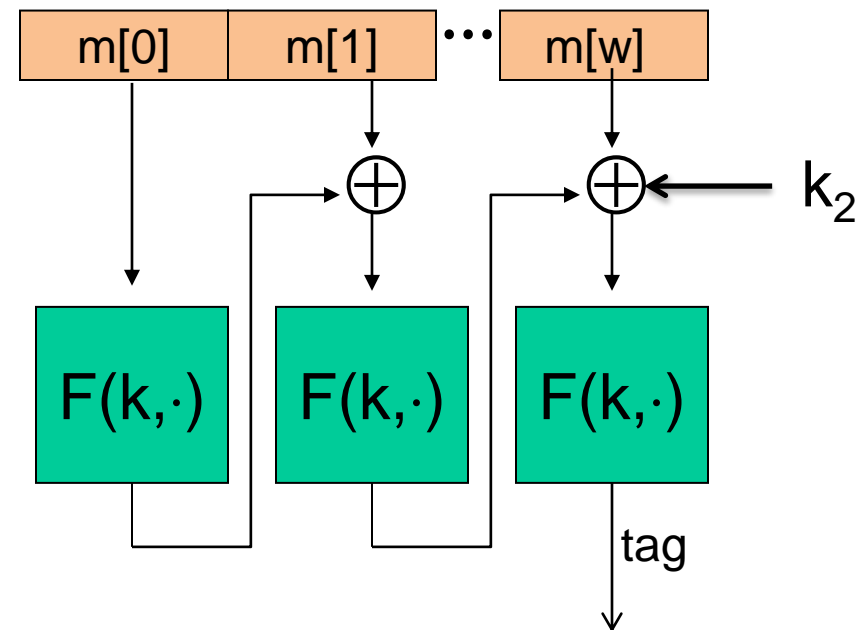 m[0] m[1] ••• m[w]
k₂
F(k,·) F(k,·) F(k,·)
tag